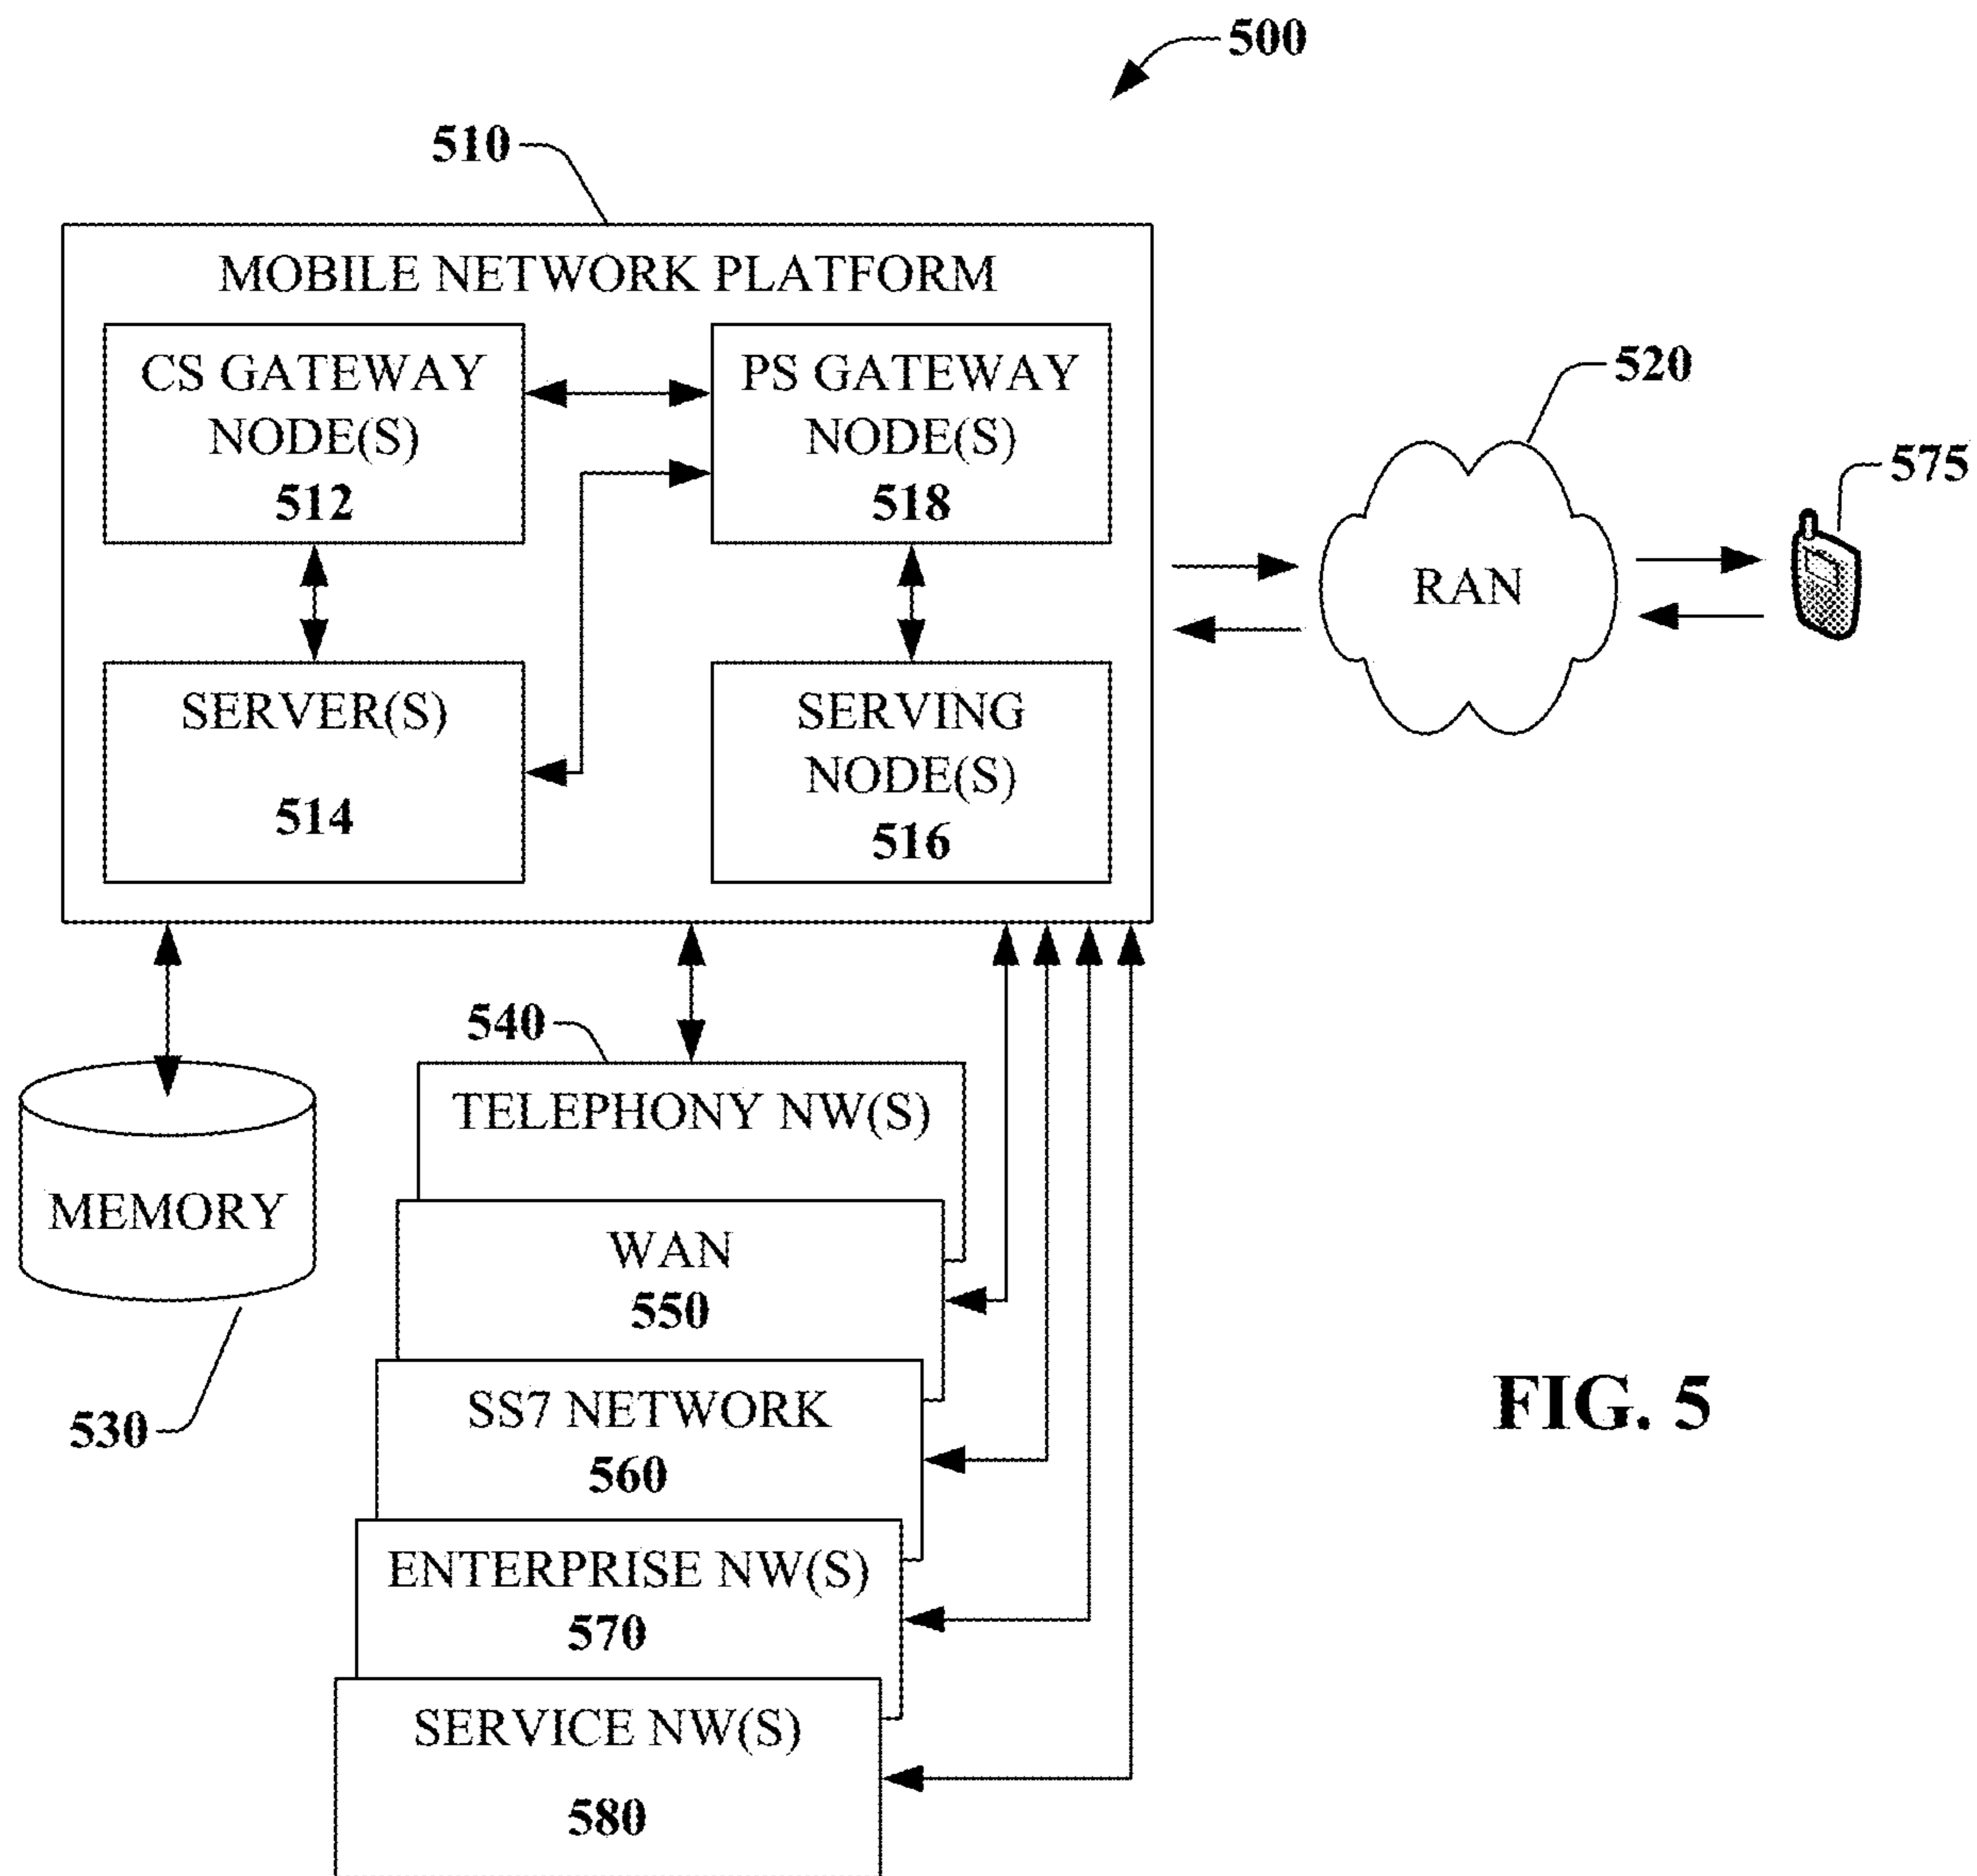 500
510
MOBILE NETWORK PLATFORM
CS GATEWAY
NODE(S)
512
PS GATEWAY
NODE(S)
518
SERVER(S)
514
SERVING
NODE(S)
516
520
RAN
575
540
TELEPHONY NW(S)
MEMORY
530
WAN
550
SS7 NETWORK
560
ENTERPRISE NW(S)
570
SERVICE NW(S)
580
FIG. 5